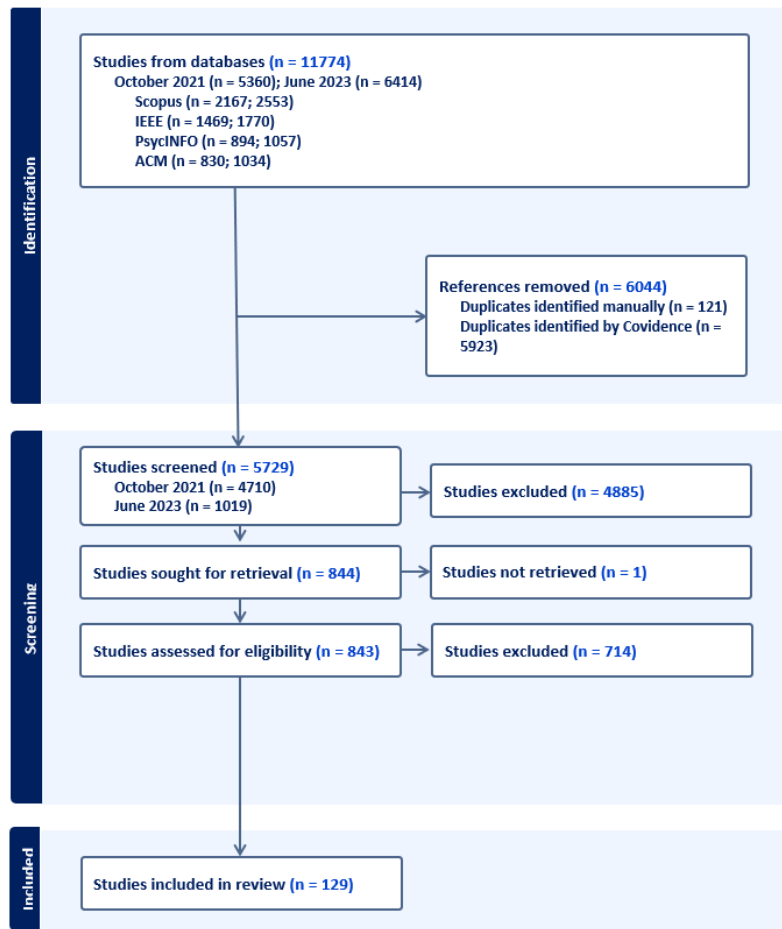 Identification
Studies from databases (n = 11774)
October 2021 (n = 5360); June 2023 (n = 6414)
Scopus = 2167; 2553
IEEE = 1469; 1770
PsycINFO = 894; 1057
ACM = 830; 1034
References removed (n = 6044)
Duplicates identified manually (n = 121)
Duplicates identified by Covidence (n =
5923)
Screening
Studies screened (n = 5729)
October 2021 = 4710
June 2023 = 1019
Studies excluded (n = 4885)
Studies sought for retrieval (n = 844)
Studies not retrieved (n = 1)
Studies assessed for eligibility (n = 843)
Studies excluded (n = 714)
Included
Studies included in review (n = 129)